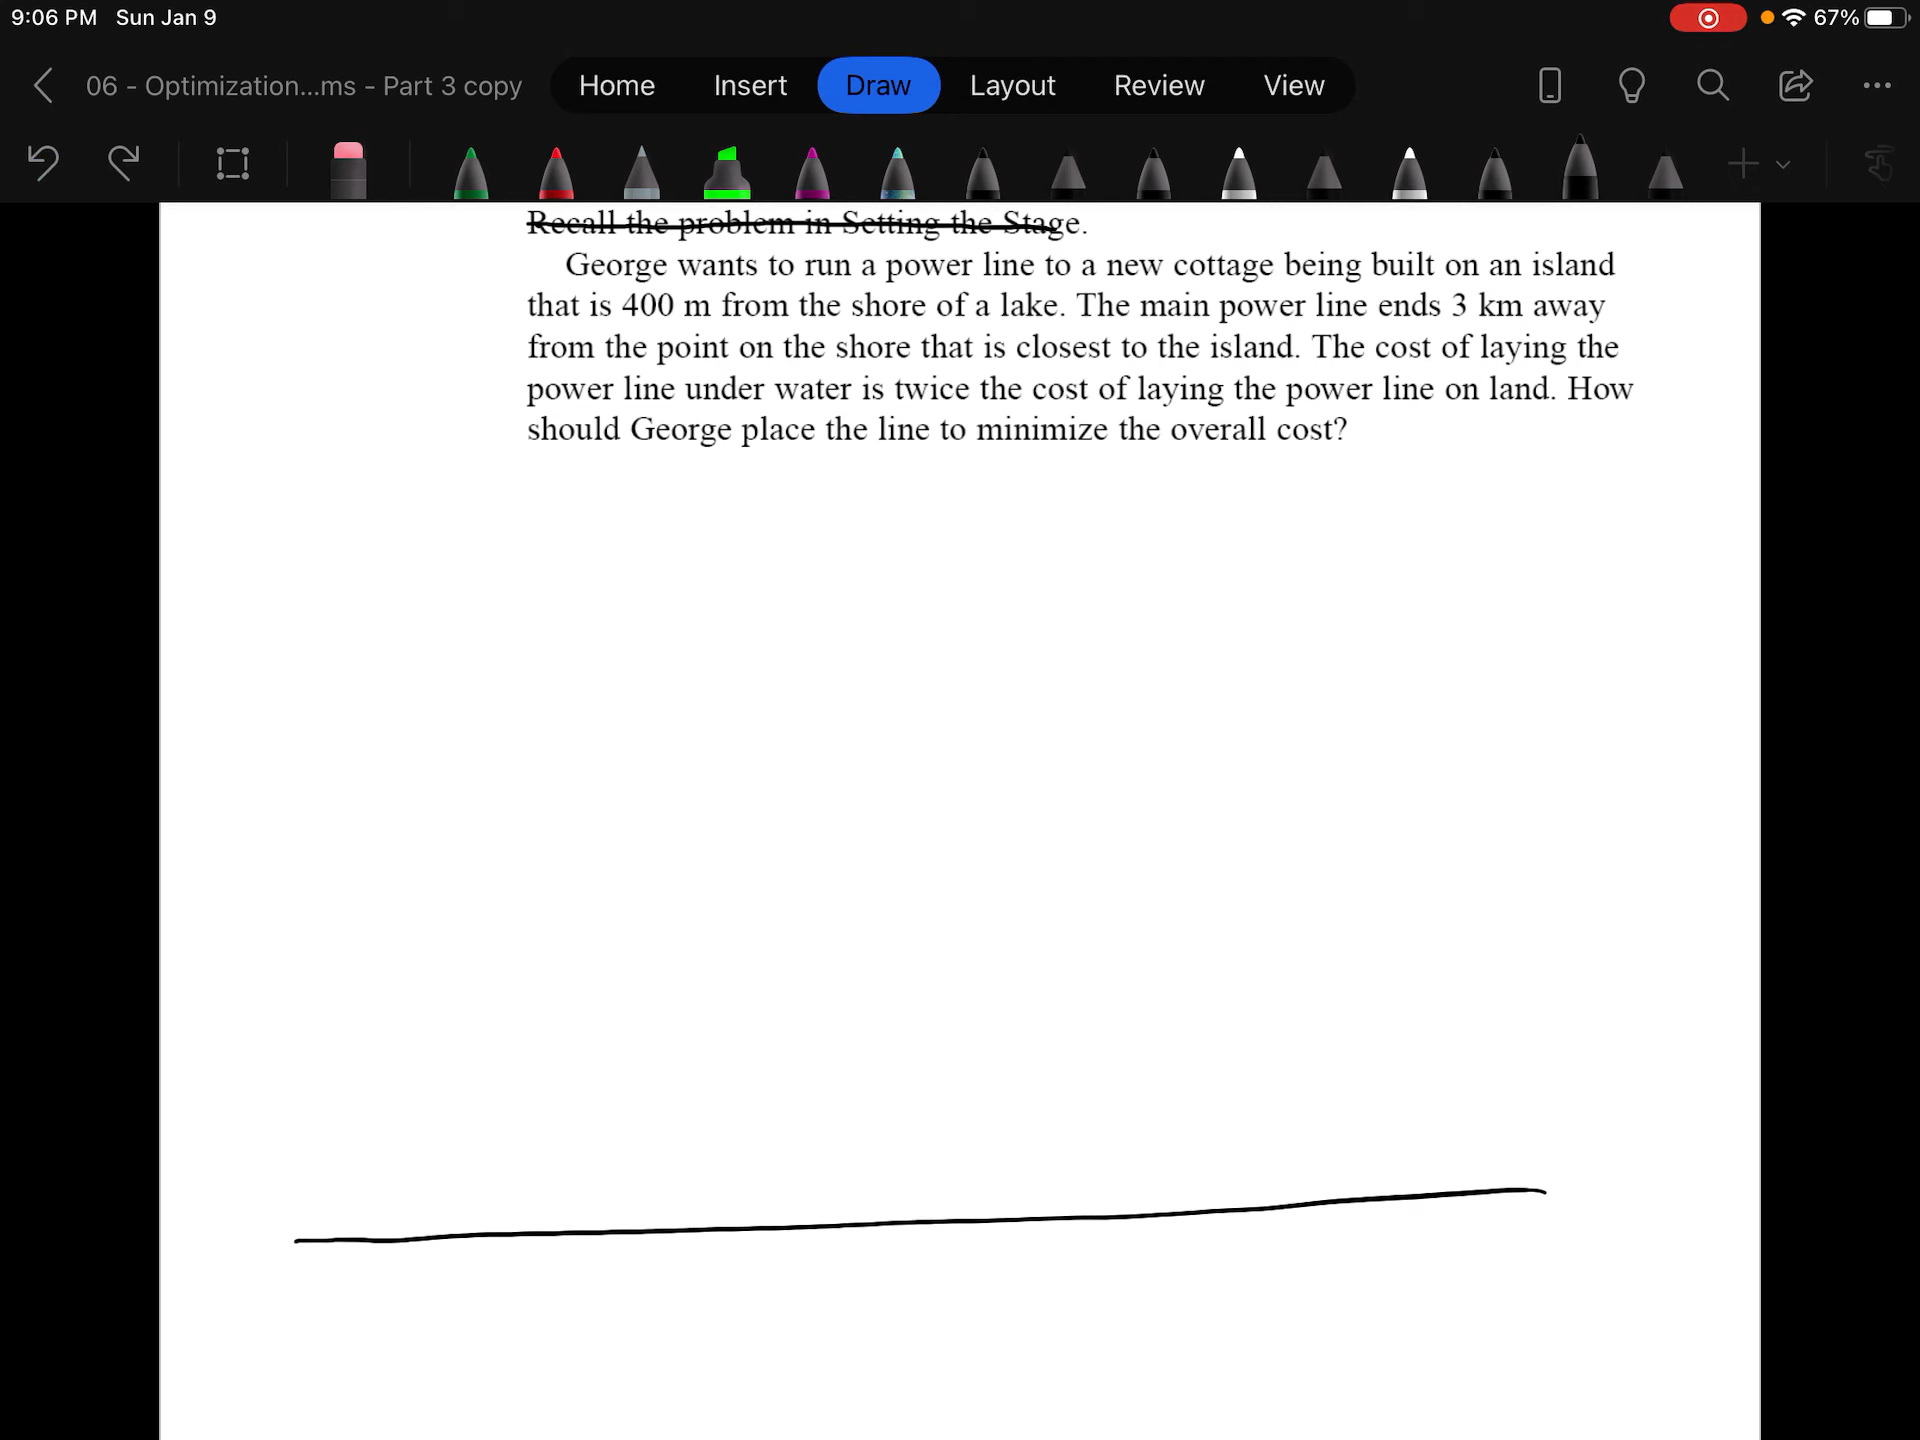 9:06 PM Sun Jan 9
67%
06 - Optimization...ms - Part 3 copy
Home Insert Draw Layout Review View
Recall the problem in Setting the Stage.
George wants to run a power line to a new cottage being built on an island
that is 400 m from the shore of a lake. The main power line ends 3 km away
from the point on the shore that is closest to the island. The cost of laying the
power line under water is twice the cost of laying the power line on land. How
should George place the line to minimize the overall cost?